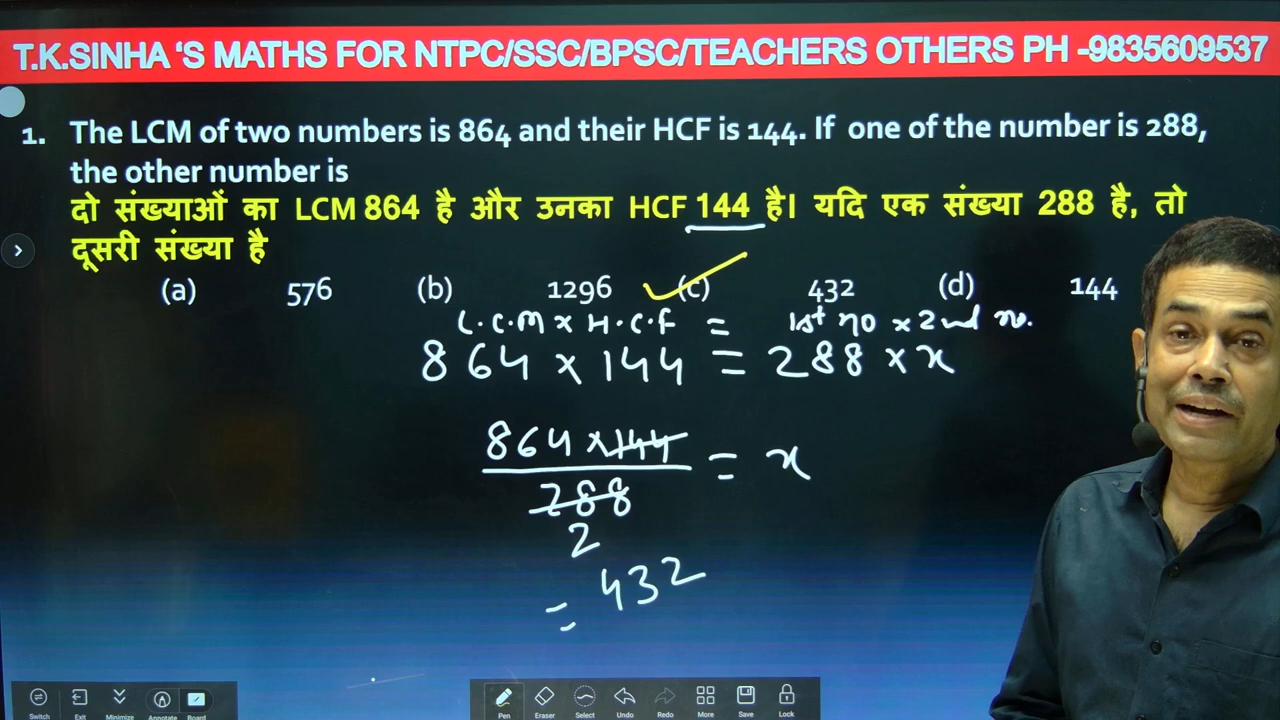 T.K.SINHA ‘S MATHS FOR NTPC/SSC/BPSC/TEACHERS OTHERS PH -9835609537
1. The LCM of two numbers is 864 and their HCF is 144. If one of the number is 288,
the other number is
दो संख्याओं का LCM 864 है और उनका HCF 144 है। यदि एक संख्या 288 है, तो
दूसरी संख्या है
(a) 576 (b) 1296 (c) 432 (d) 144
L.C.M x H.C.F = 1st no x 2nd no.
864 x 144 = 288 x x
864 x 144 = x
288
2
= 432
Switch Exit Minimize Annotate Board Pen Eraser Select Undo Redo More Save Lock